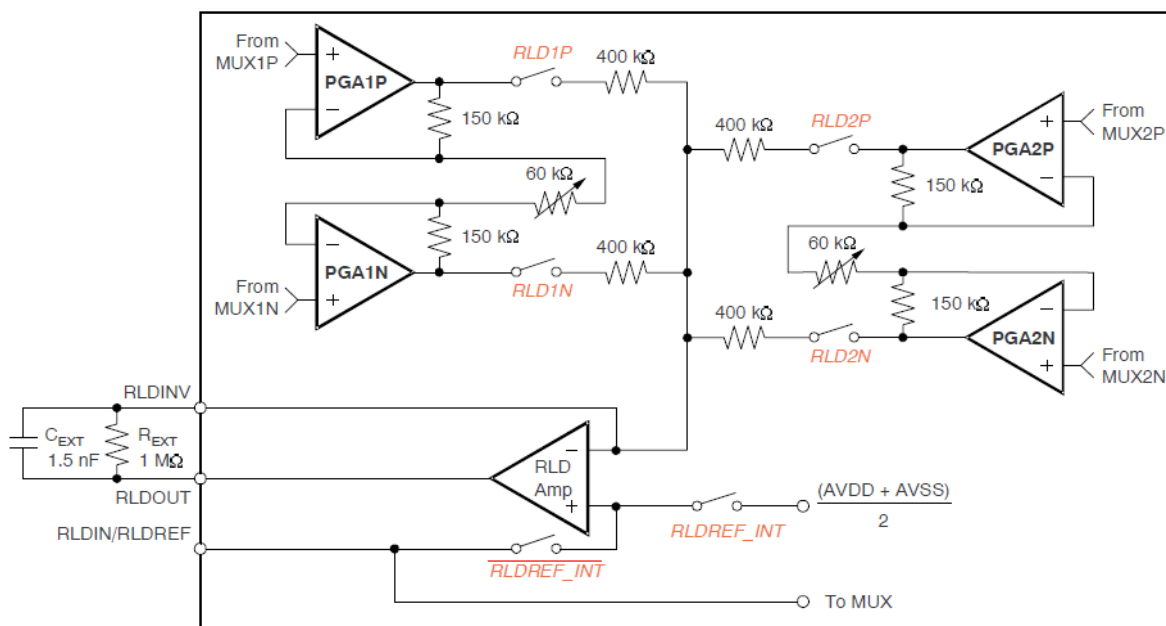 From
MUX1P
+
PGA1P
−
RLD1P
400 kΩ
150 kΩ
60 kΩ
−
PGA1N
+
150 kΩ
From
MUX1N
RLD1N
400 kΩ
400 kΩ
RLD2P
+
PGA2P
−
From
MUX2P
150 kΩ
60 kΩ
150 kΩ
400 kΩ
RLD2N
−
PGA2N
+
From
MUX2N
RLDINV
C_EXT
1.5 nF
R_EXT
1 MΩ
RLDOUT
RLDIN/RLDREF
−
RLD
Amp
+
RLDREF_INT
(AVDD + AVSS)
2
RLDREF_INT
To MUX